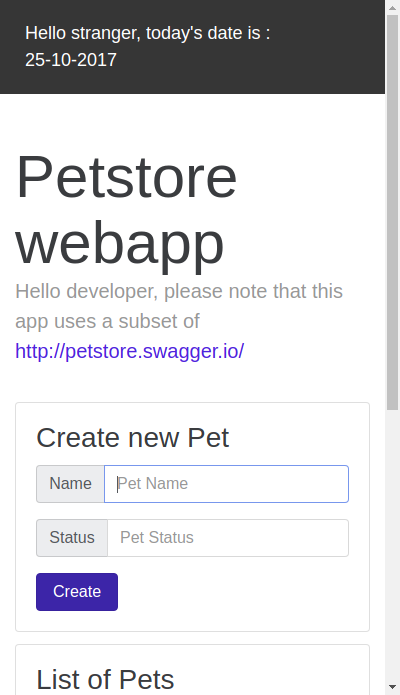 Hello stranger, today's date is :
25-10-2017
Petstore
webapp
Hello developer, please note that this
app uses a subset of
http://petstore.swagger.io/
Create new Pet
Name Pet Name
Status Pet Status
Create
List of Pets